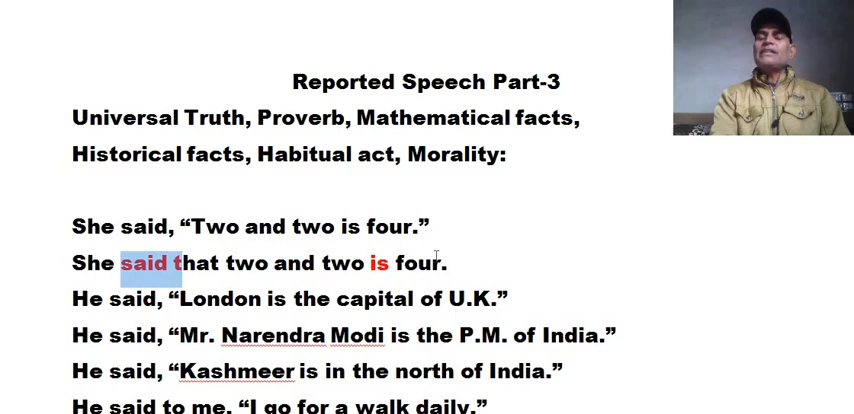 Reported Speech Part-3
Universal Truth, Proverb, Mathematical facts,
Historical facts, Habitual act, Morality:
She said, “Two and two is four.”
She said that two and two is four.
He said, “London is the capital of U.K.”
He said, “Mr. Narendra Modi is the P.M. of India.”
He said, “Kashmeer is in the north of India.”
He said to me, “I go for a walk daily.”